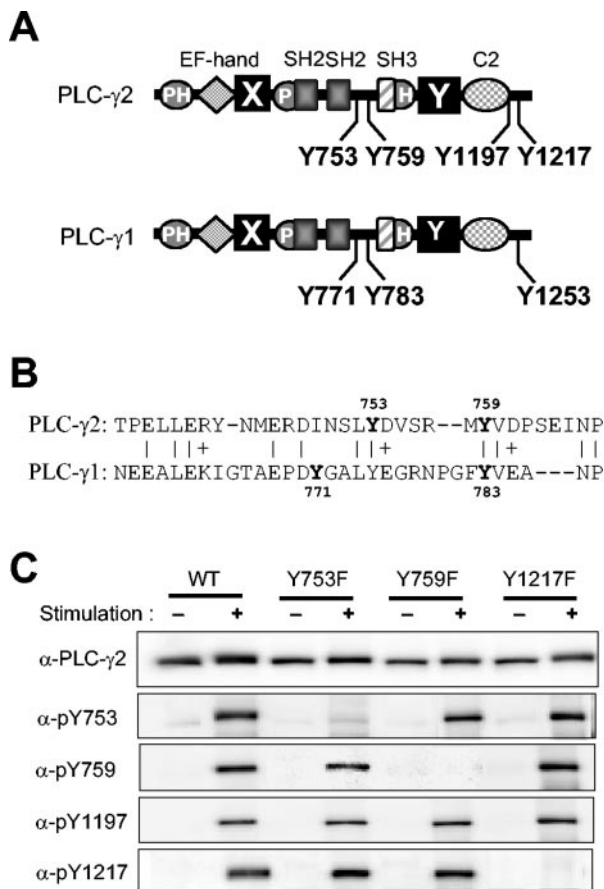 A
EF-hand SH2SH2 SH3 C2
PLC-γ2 PH X P H Y
Y753 Y759 Y1197 Y1217
PLC-γ1 PH X P H Y
Y771 Y783 Y1253
B
753 759
PLC-γ2: TPELLERY-NMERDINSLYDVSR--MYVDPSEINP
| | | + | | | | + | | + | |
PLC-γ1: NEEALEKIGTAEPDYGALYEGRNPGFYVEA---NP
771 783
C
WT Y753F Y759F Y1217F
Stimulation : − + − + − + − +
α-PLC-γ2
α-pY753
α-pY759
α-pY1197
α-pY1217